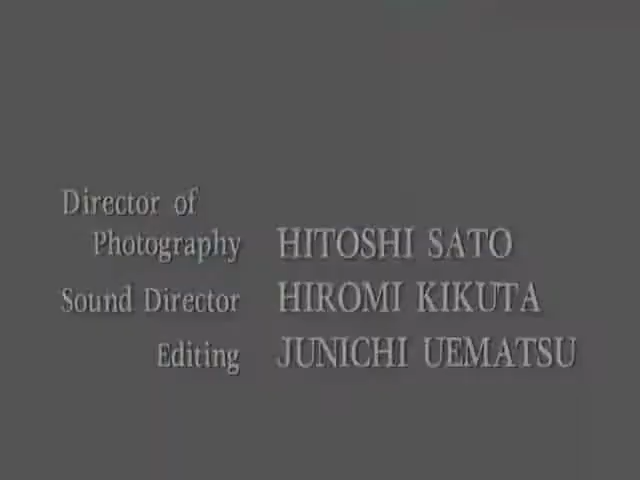 Director of
Photography HITOSHI SATO
Sound Director HIROMI KIKUTA
Editing JUNICHI UEMATSU